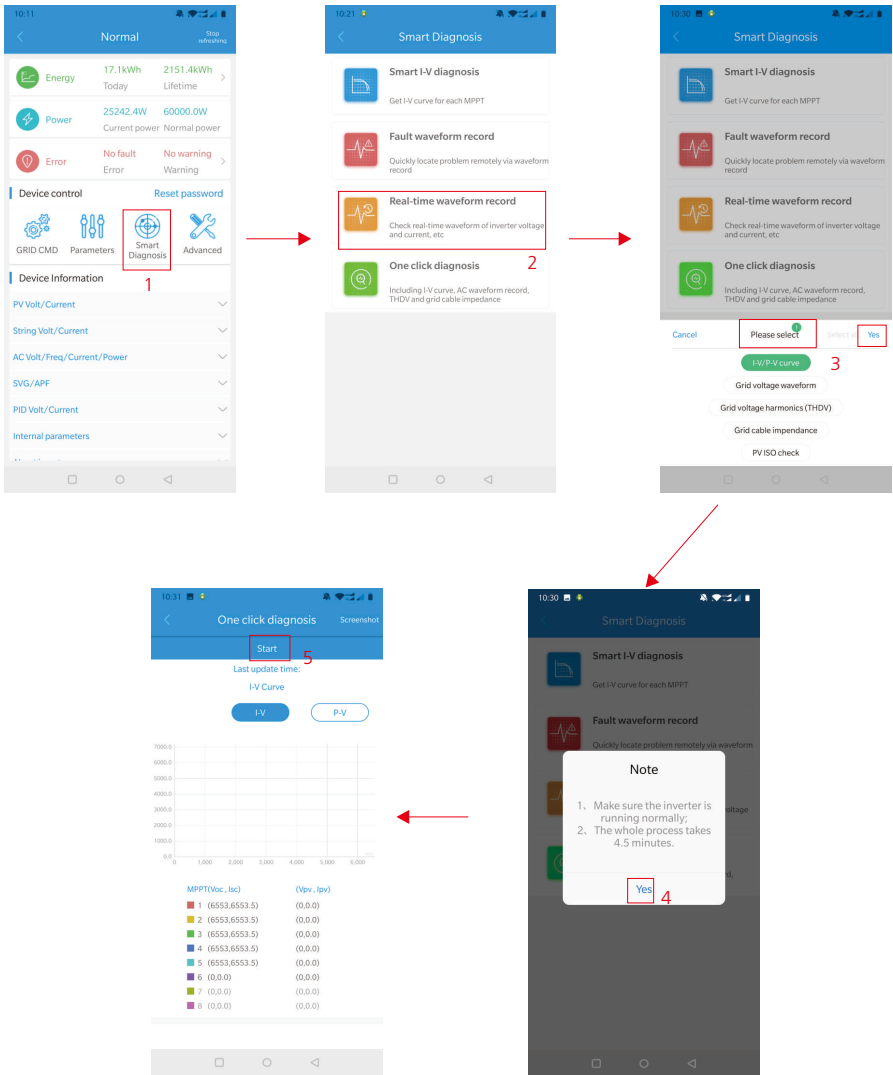 10:11
Normal
Stop
refreshing
Energy
17.1kWh
2151.4kWh
Today
Lifetime
Power
25242.4W
60000.0W
Current power
Normal power
Error
No fault
No warning
Error
Warning
Device control
Reset password
GRID CMD
Parameters
Smart
Diagnosis
Advanced
1
Device Information
PV Volt/Current
String Volt/Current
AC Volt/Freq/Current/Power
SVG/APF
PID Volt/Current
Internal parameters
10:21
Smart Diagnosis
Smart I-V diagnosis
Get I-V curve for each MPPT
Fault waveform record
Quickly locate problem remotely via waveform
record
Real-time waveform record
Check real-time waveform of inverter voltage
and current, etc
2
One click diagnosis
Including I-V curve, AC waveform record,
THDV and grid cable impedance
10:30
Smart Diagnosis
Smart I-V diagnosis
Get I-V curve for each MPPT
Fault waveform record
Quickly locate problem remotely via waveform
record
Real-time waveform record
Check real-time waveform of inverter voltage
and current, etc
One click diagnosis
Including I-V curve, AC waveform record,
THDV and grid cable impedance
Cancel
Please select
1
Select all
Yes
3
I-V/P-V curve
Grid voltage waveform
Grid voltage harmonics (THDV)
Grid cable impendance
PV ISO check
10:30
Smart Diagnosis
Smart I-V diagnosis
Get I-V curve for each MPPT
Fault waveform record
Quickly locate problem remotely via waveform
Note
1、Make sure the inverter is
running normally;
2、The whole process takes
4.5 minutes.
Yes
4
oltage
rd,
10:31
One click diagnosis
Screenshot
Start
5
Last update time:
I-V Curve
I-V
P-V
7000.0
6000.0
5000.0
4000.0
3000.0
2000.0
1000.0
0.0
0
1,000
2,000
3,000
4,000
5,000
6,000
MPPT(Voc , Isc)
(Vpv , Ipv)
1 (6553,6553.5)
(0,0.0)
2 (6553,6553.5)
(0,0.0)
3 (6553,6553.5)
(0,0.0)
4 (6553,6553.5)
(0,0.0)
5 (6553,6553.5)
(0,0.0)
6 (0,0.0)
(0,0.0)
7 (0,0.0)
(0,0.0)
8 (0,0.0)
(0,0.0)